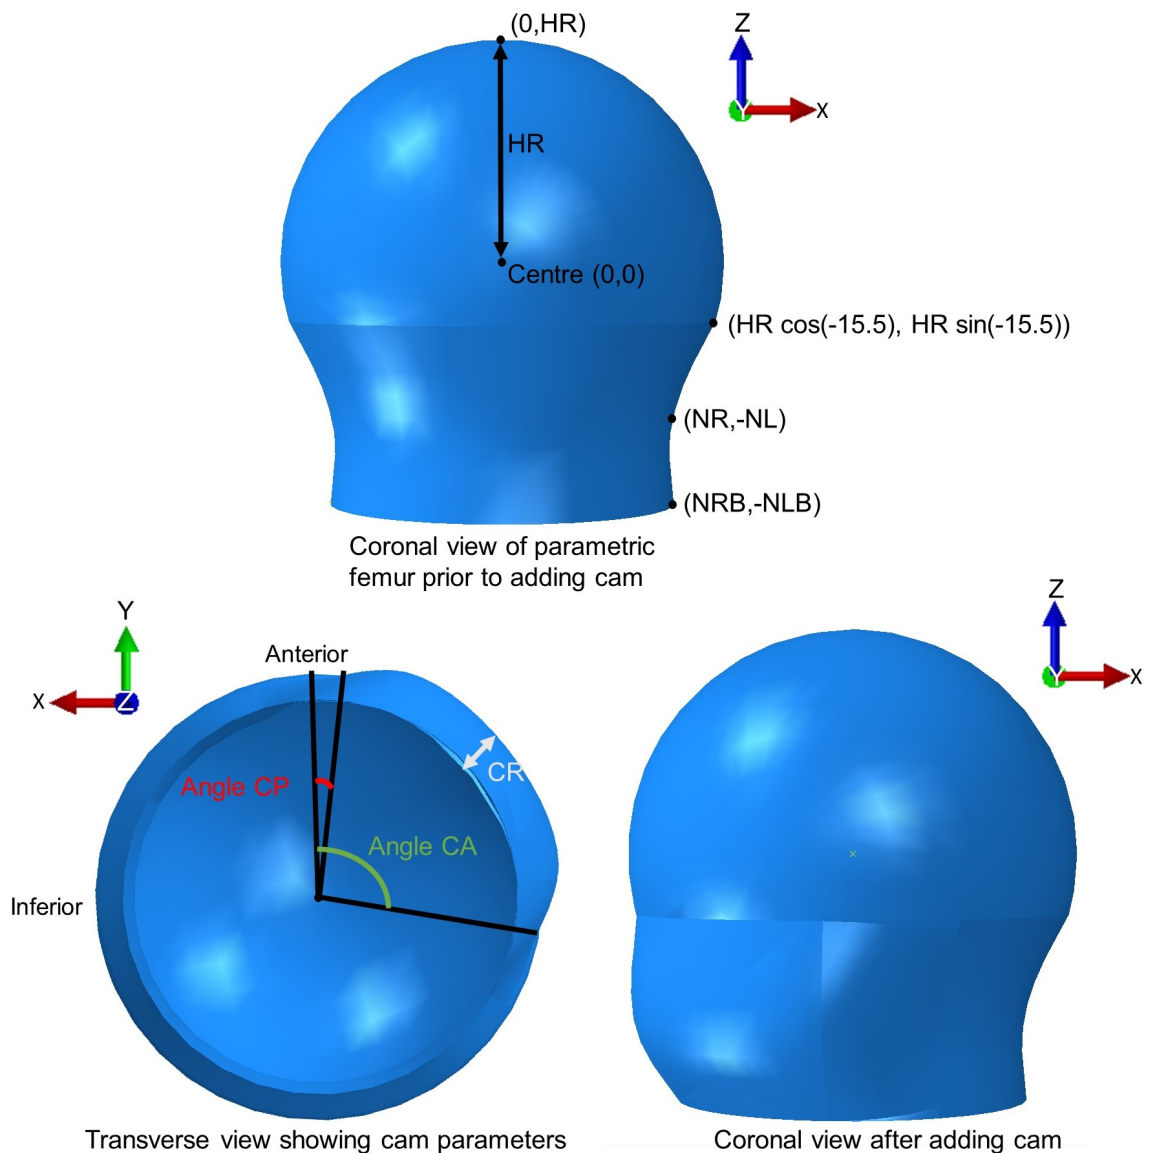 (0,HR)
Z
X
Y
HR
Centre (0,0)
(HR cos(-15.5), HR sin(-15.5))
(NR,-NL)
(NRB,-NLB)
Coronal view of parametric
femur prior to adding cam
Y
X
Z
Anterior
CR
Angle CP
Angle CA
Inferior
Z
X
Y
Transverse view showing cam parameters
Coronal view after adding cam